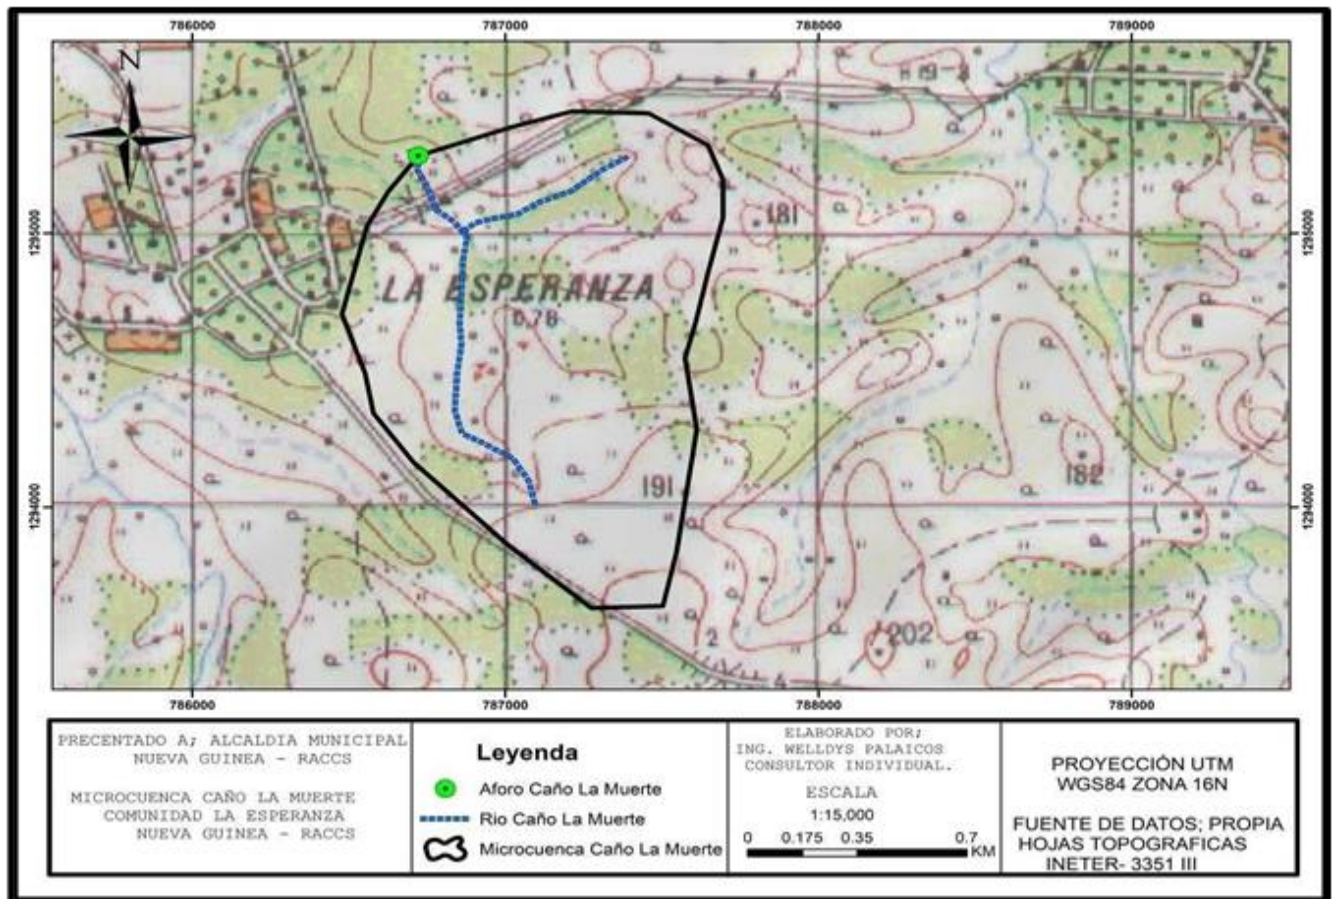 786000 787000 788000 789000
N
1295000 1295000
181
LA ESPERANZA
0.78
191
182
1294000 1294000
202
2
4
786000 787000 788000 789000
PRECENTADO A; ALCALDIA MUNICIPAL
NUEVA GUINEA - RACCS
MICROCUENCA CAÑO LA MUERTE
COMUNIDAD LA ESPERANZA
NUEVA GUINEA - RACCS
Leyenda
Aforo Caño La Muerte
Rio Caño La Muerte
Microcuenca Caño La Muerte
ELABORADO POR;
ING. WELLDYS PALAICOS
CONSULTOR INDIVIDUAL.
ESCALA
1:15,000
0 0.175 0.35 0.7
KM
PROYECCIÓN UTM
WGS84 ZONA 16N
FUENTE DE DATOS; PROPIA
HOJAS TOPOGRAFICAS
INETER- 3351 III